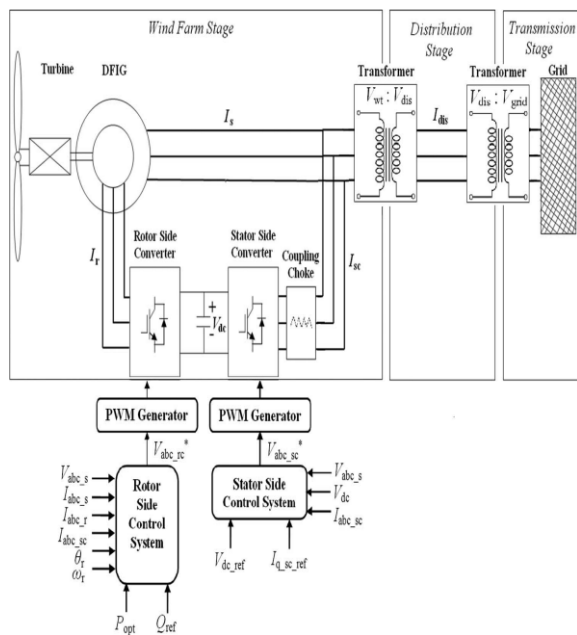 Wind Farm Stage
Distribution
Stage
Transmission
Stage
Turbine
DFIG
Transformer
Transformer
Grid
V_wt : V_dis
V_dis : V_grid
I_s
I_dis
I_r
Rotor Side
Converter
Stator Side
Converter
Coupling
Choke
I_sc
+
V_dc
-
PWM Generator
PWM Generator
V_abc_rc*
V_abc_sc*
V_abc_s
I_abc_s
I_abc_r
I_abc_sc
θ_r
ω_r
Rotor
Side
Control
System
Stator Side
Control System
V_abc_s
V_dc
I_abc_sc
V_dc_ref
I_q_sc_ref
P_opt
Q_ref